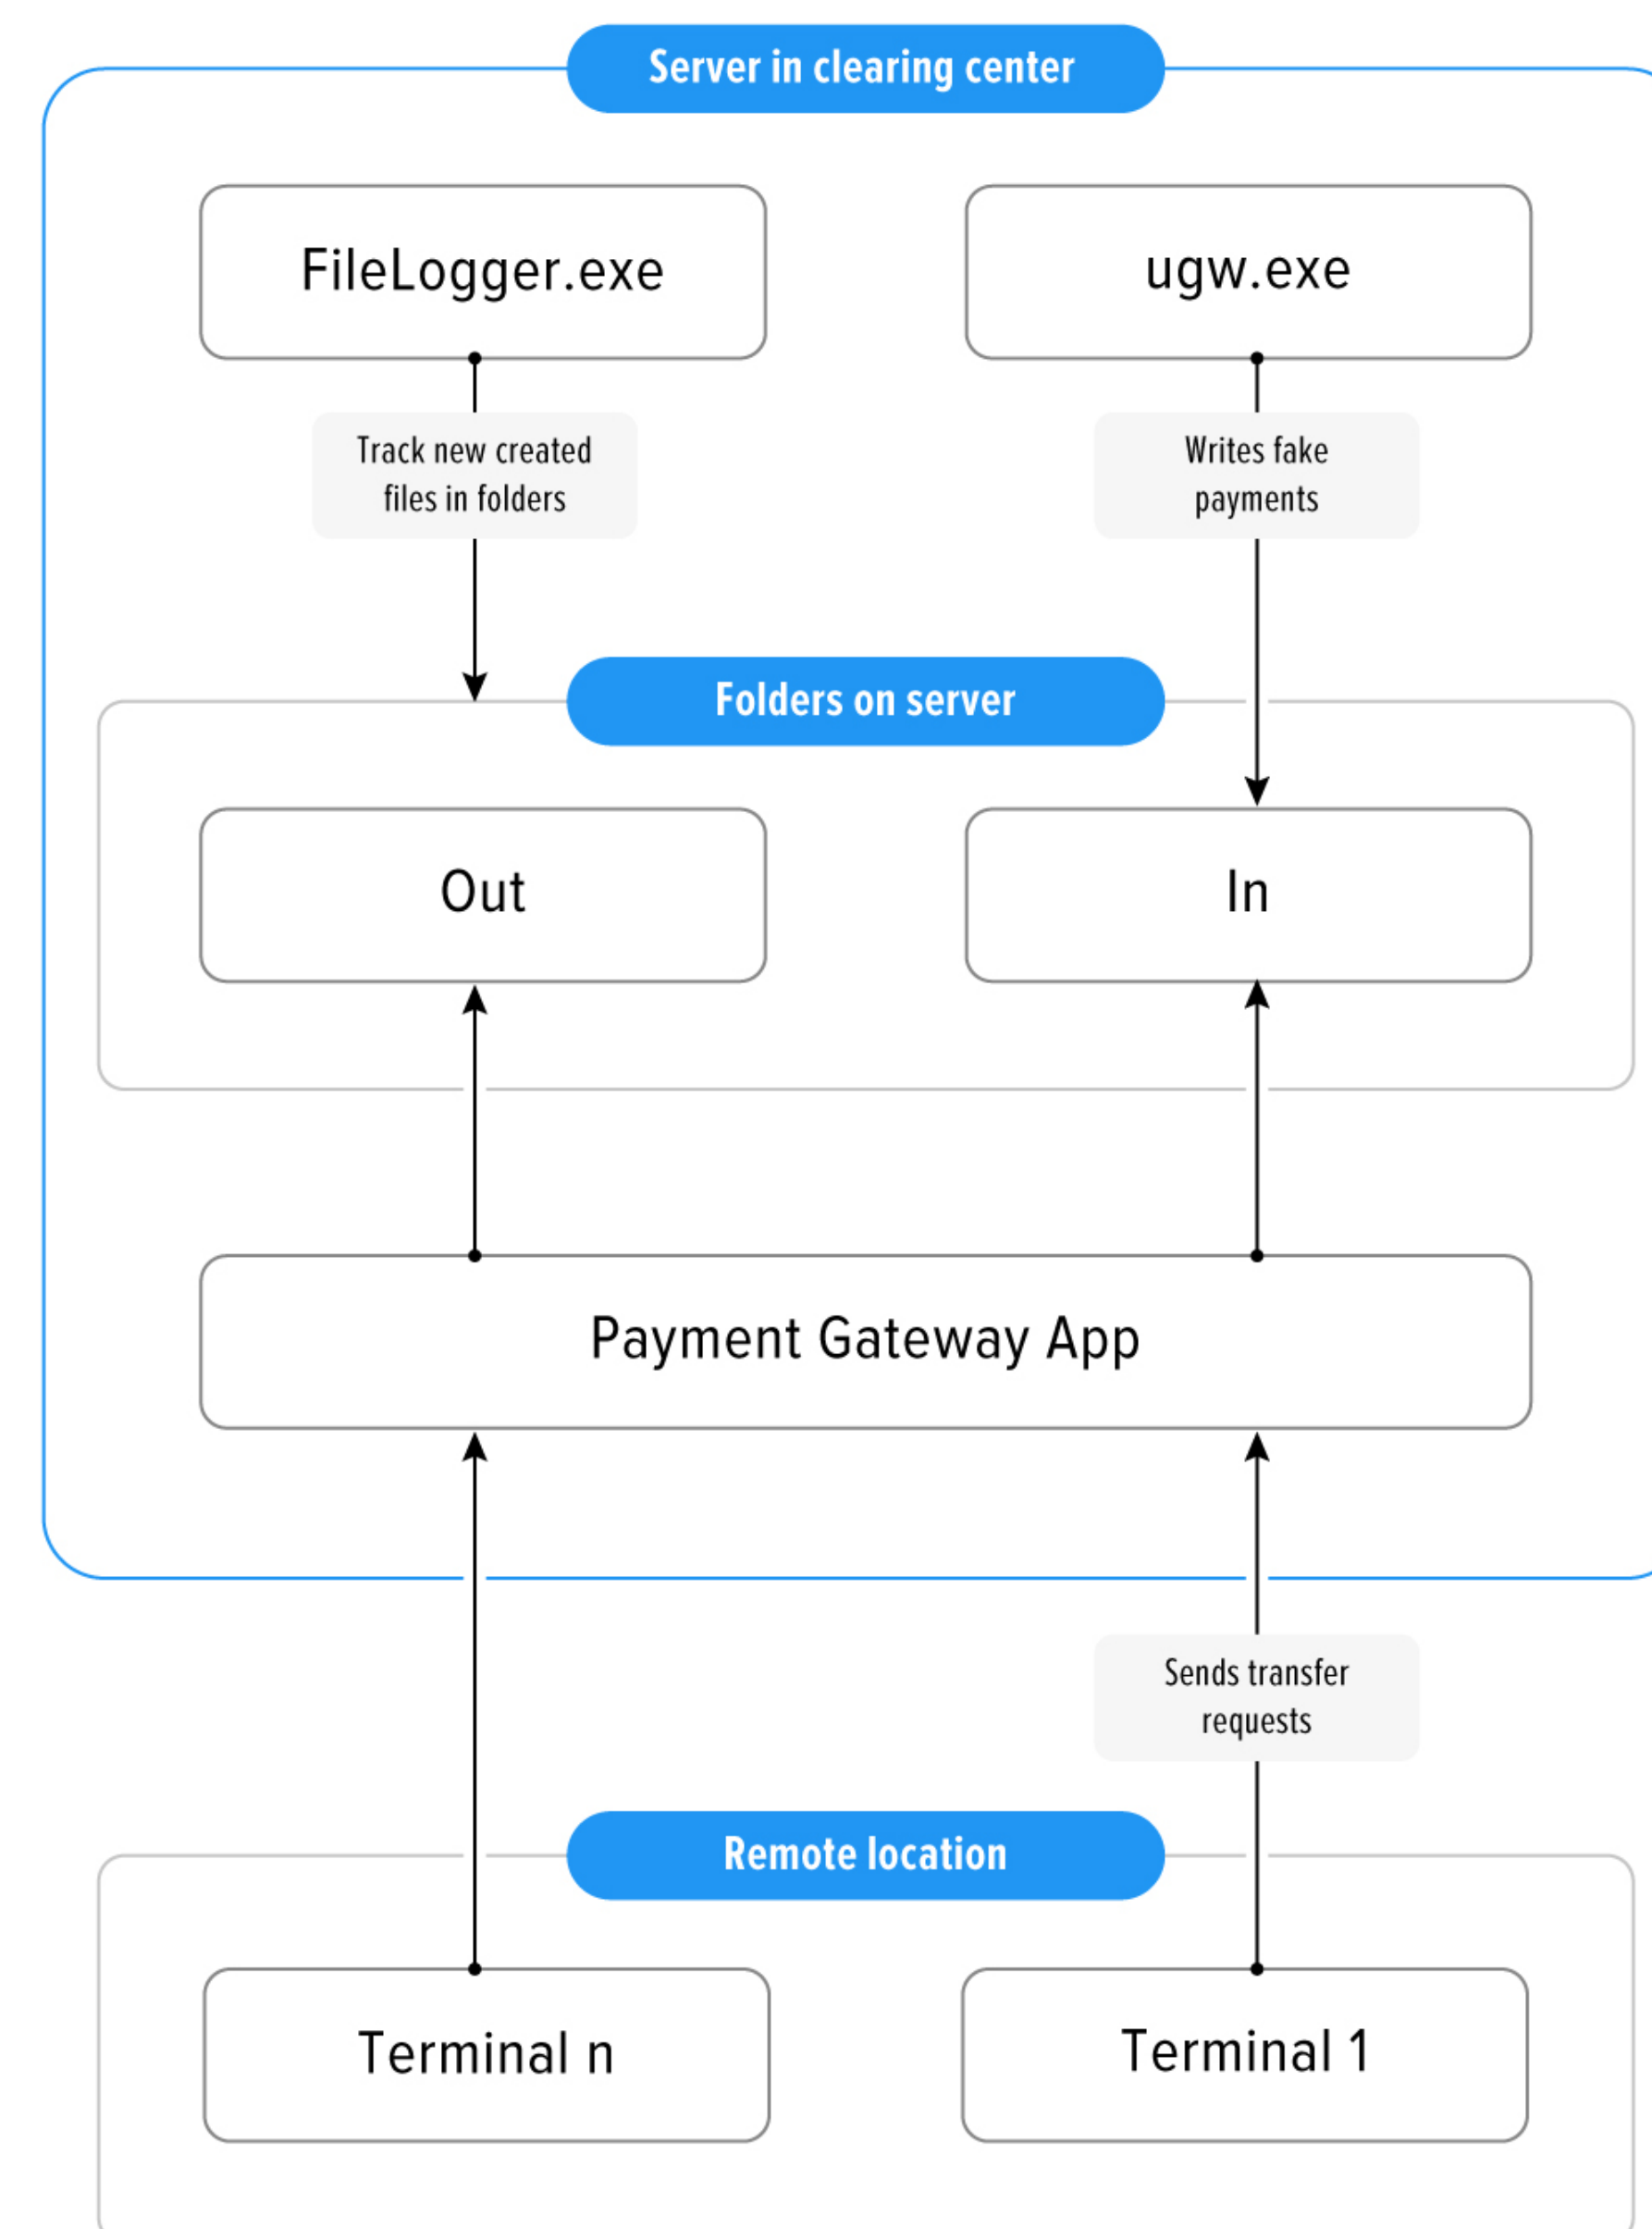 Server in clearing center
FileLogger.exe
ugw.exe
Track new created
files in folders
Writes fake
payments
Folders on server
Out
In
Payment Gateway App
Sends transfer
requests
Remote location
Terminal n
Terminal 1